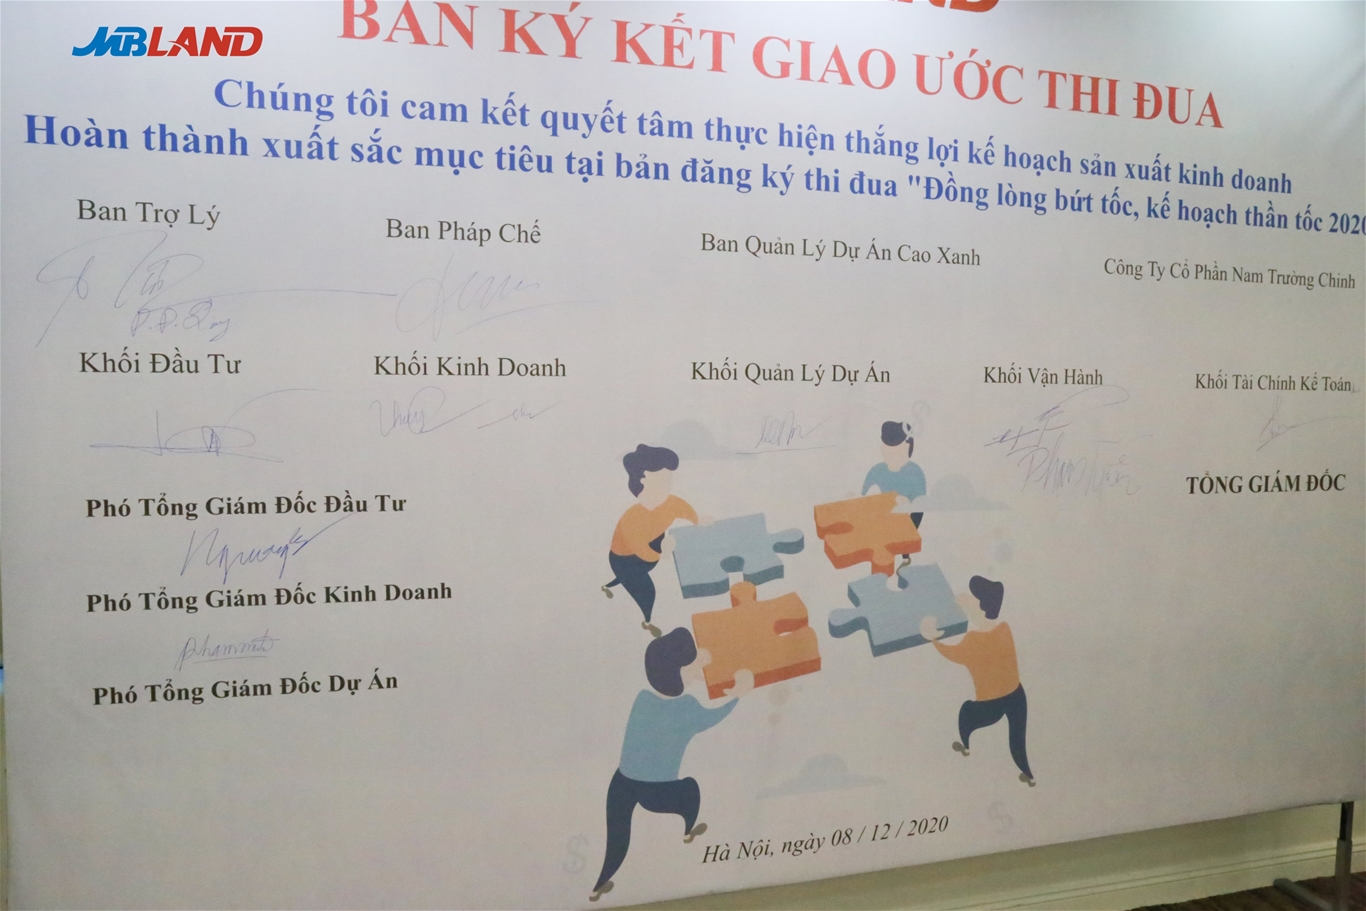 MBLAND
BẢN KÝ KẾT GIAO ƯỚC THI ĐUA
Chúng tôi cam kết quyết tâm thực hiện thắng lợi kế hoạch sản xuất kinh doanh
Hoàn thành xuất sắc mục tiêu tại bản đăng ký thi đua "Đồng lòng bứt tốc, kế hoạch thần tốc 2020
Ban Trợ Lý
Ban Pháp Chế
Ban Quản Lý Dự Án Cao Xanh
Công Ty Cổ Phần Nam Trường Chinh
Khối Đầu Tư
Khối Kinh Doanh
Khối Quản Lý Dự Án
Khối Vận Hành
Khối Tài Chính Kế Toán
Phó Tổng Giám Đốc Đầu Tư
TỔNG GIÁM ĐỐC
Phó Tổng Giám Đốc Kinh Doanh
Phó Tổng Giám Đốc Dự Án
Hà Nội, ngày 08 / 12 / 2020